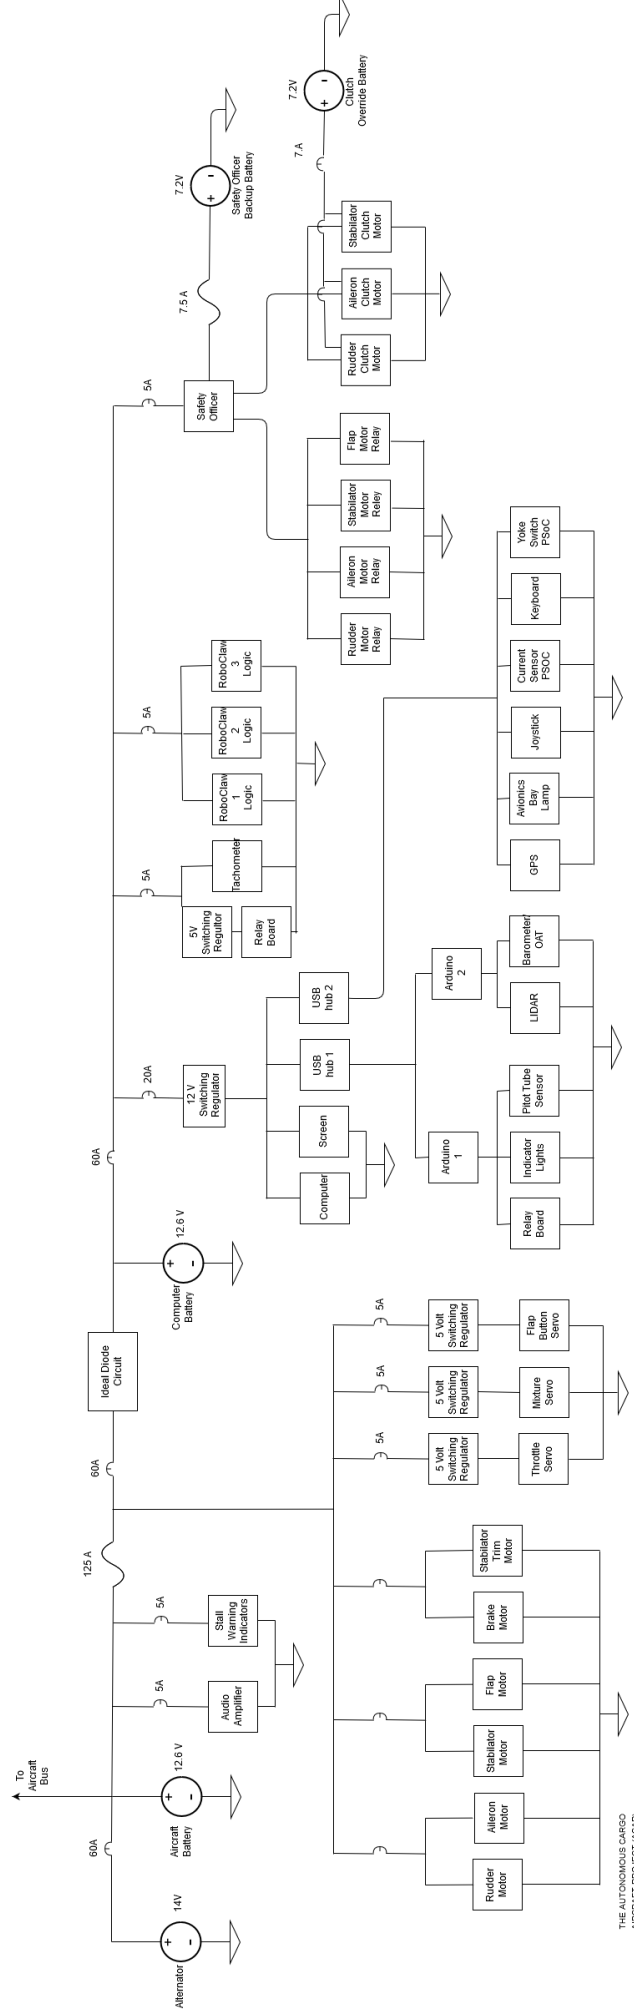 To
Aircraft
Bus
60A
125 A
60A
Ideal Diode
Circuit
60A
Alternator
14V
Aircraft
Battery
12.6 V
5A
Audio
Amplifier
5A
Stall
Warning
Indicators
Computer
Battery
12.6 V
20A
12 V
Switching
Regulator
5A
5V
Switching
Regultor
Relay
Board
Tachometer
5A
RoboClaw
1
Logic
RoboClaw
2
Logic
RoboClaw
3
Logic
5A
Safety
Officer
7.5 A
7.2V
Safety Officer
Backup Battery
7.A
7.2V
Clutch
Override Battery
Computer
Screen
USB
hub 1
USB
hub 2
Rudder
Motor
Relay
Aileron
Motor
Relay
Stabilator
Motor
Reley
Flap
Motor
Relay
Rudder
Clutch
Motor
Aileron
Clutch
Motor
Stabilator
Clutch
Motor
5A
5A
5A
5 Volt
Switching
Regulator
5 Volt
Switching
Regulator
5 Volt
Switching
Regulator
Arduino
1
Arduino
2
Rudder
Motor
Aileron
Motor
Stabilator
Motor
Flap
Motor
Brake
Motor
Stabilator
Trim
Motor
Throttle
Servo
Mixture
Servo
Flap
Button
Servo
Relay
Board
Indicator
Lights
Pitot Tube
Sensor
LIDAR
Barometer/
OAT
GPS
Avionics
Bay
Lamp
Joystick
Current
Sensor
PSOC
Keyboard
Yoke
Switch
PSoC
THE AUTONOMOUS CARGO